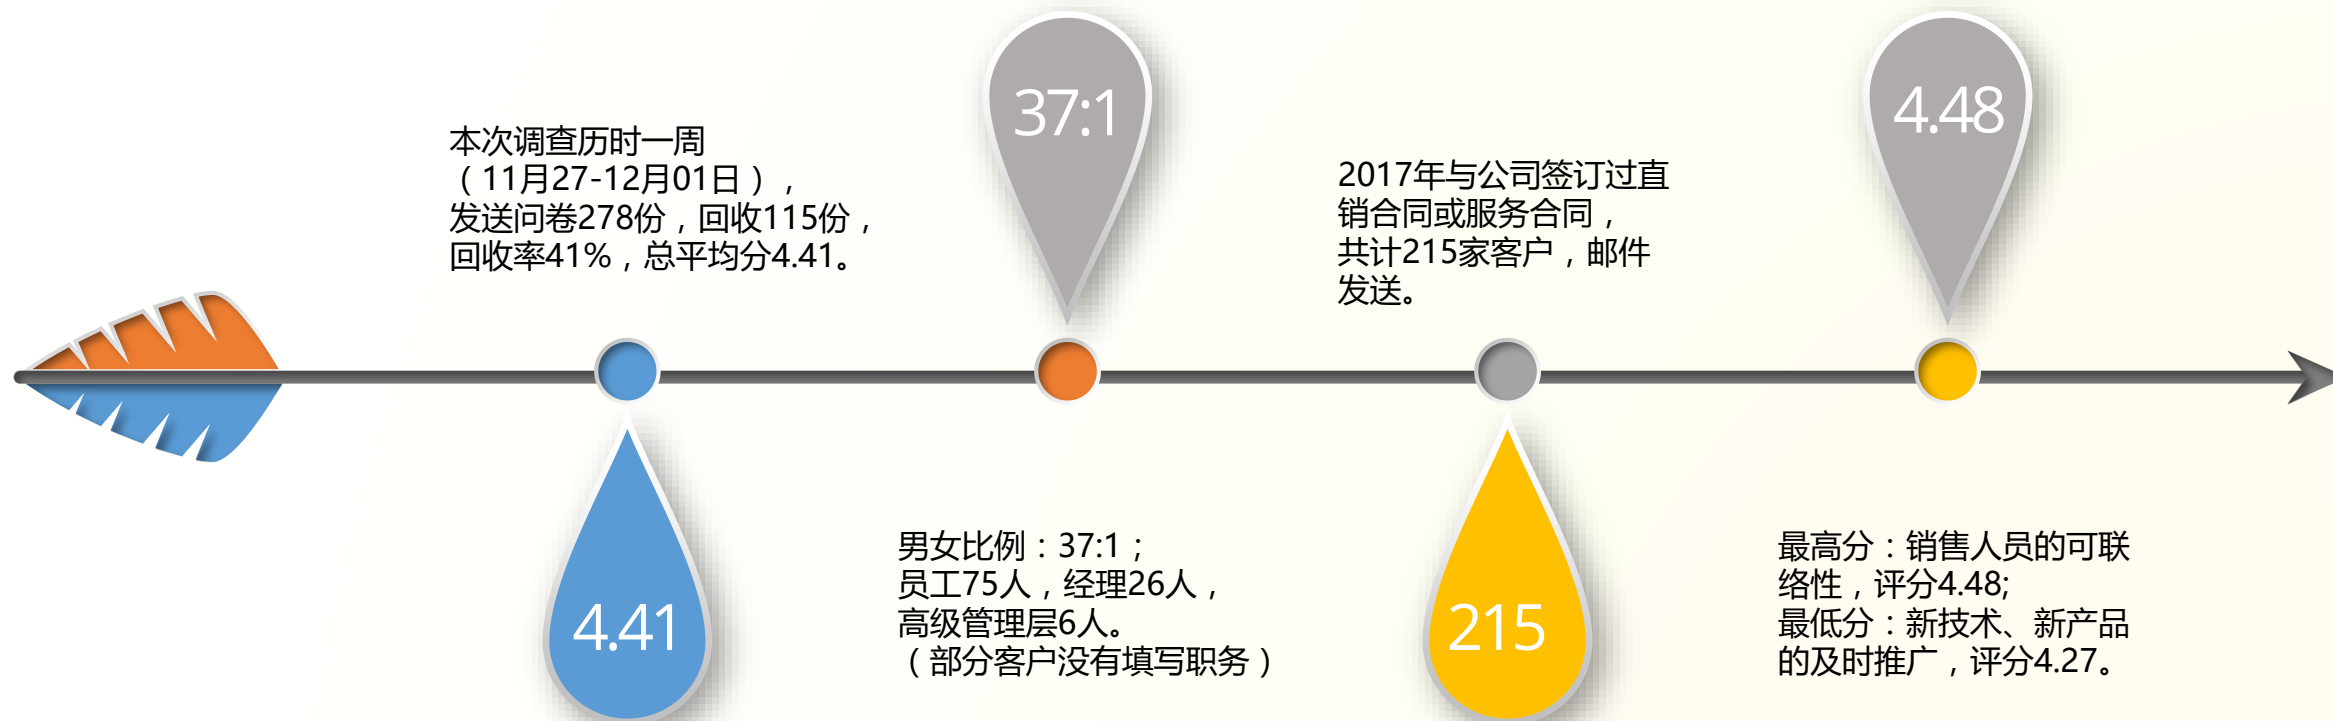 本次调查历时一周
（11月27-12月01日），
发送问卷278份，回收115份，
回收率41%，总平均分4.41。
4.41
37:1
男女比例：37:1；
员工75人，经理26人，
高级管理层6人。
（部分客户没有填写职务）
2017年与公司签订过直
销合同或服务合同，
共计215家客户，邮件
发送。
215
4.48
最高分：销售人员的可联
络性，评分4.48;
最低分：新技术、新产品
的及时推广，评分4.27。